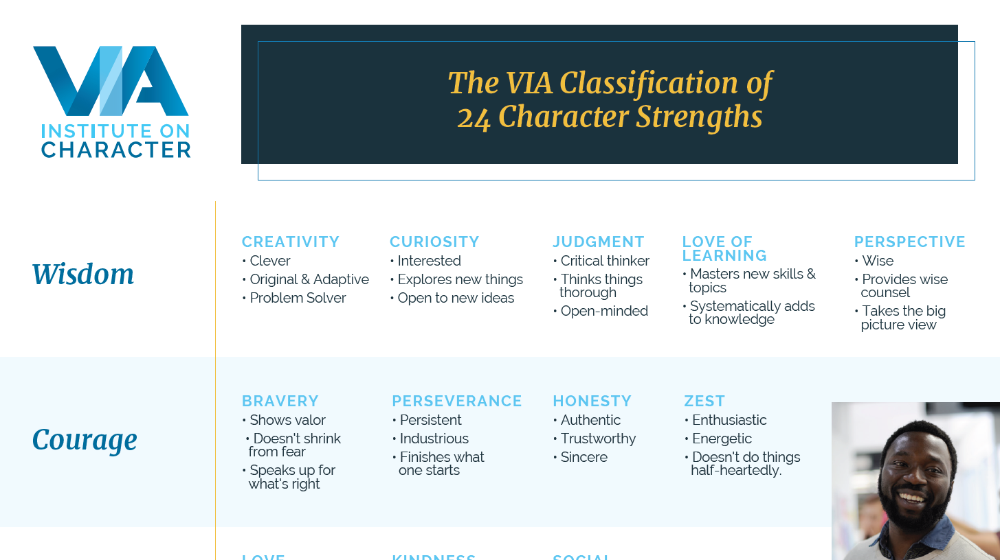 VIA
INSTITUTE ON
CHARACTER
The VIA Classification of
24 Character Strengths
Wisdom
CREATIVITY
• Clever
• Original & Adaptive
• Problem Solver
CURIOSITY
• Interested
• Explores new things
• Open to new ideas
JUDGMENT
• Critical thinker
• Thinks things
thorough
• Open-minded
LOVE OF
LEARNING
• Masters new skills &
topics
• Systematically adds
to knowledge
PERSPECTIVE
• Wise
• Provides wise
counsel
• Takes the big
picture view
Courage
BRAVERY
• Shows valor
• Doesn't shrink
from fear
• Speaks up for
what's right
PERSEVERANCE
• Persistent
• Industrious
• Finishes what
one starts
HONESTY
• Authentic
• Trustworthy
• Sincere
ZEST
• Enthusiastic
• Energetic
• Doesn't do things
half-heartedly.
LOVE
KINDNESS
SOCIAL